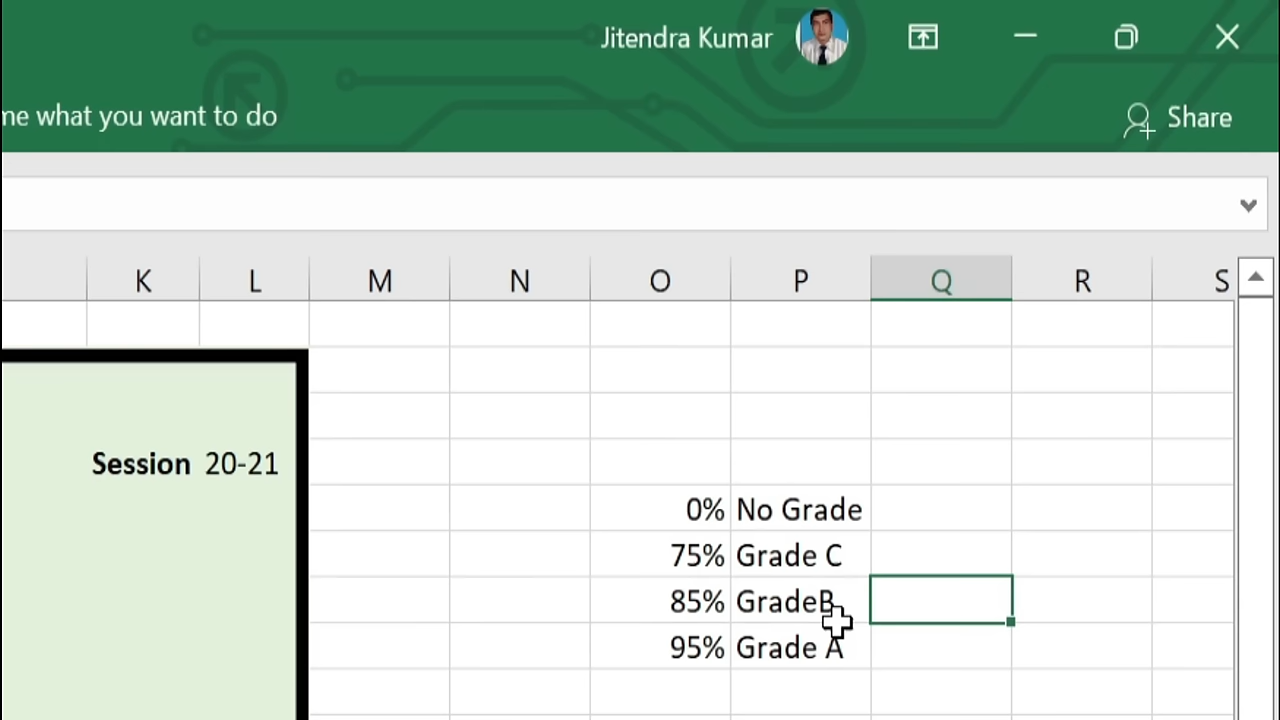 Jitendra Kumar
me what you want to do
Share
K L M N O P Q R S
Session 20-21
0% No Grade
75% Grade C
85% GradeB
95% Grade A